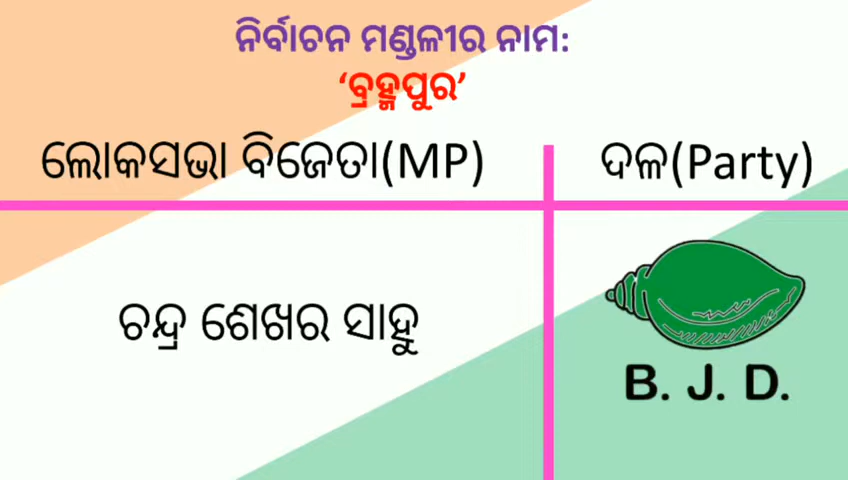 ନିର୍ବାଚନ ମଣ୍ଡଳୀର ନାମ:
‘ବ୍ରହ୍ମପୁର’
ଲୋକସଭା ବିଜେତା(MP)
ଦଳ(Party)
ଚନ୍ଦ୍ର ଶେଖର ସାହୁ
B. J. D.